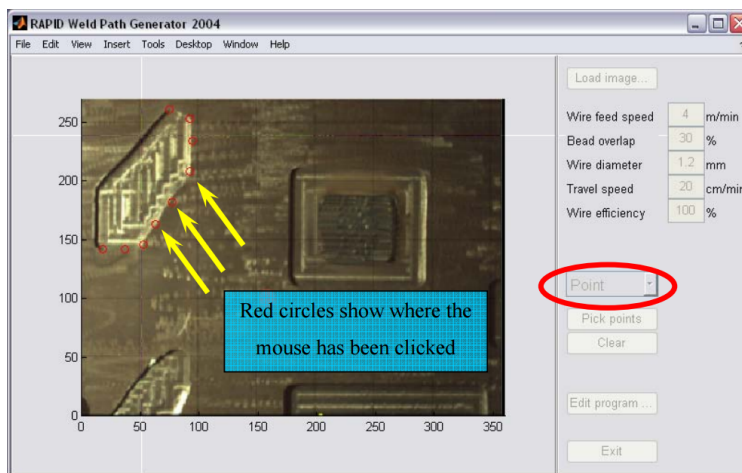 RAPID Weld Path Generator 2004
File Edit View Insert Tools Desktop Window Help
Load image...
Wire feed speed 4 m/min
Bead overlap 30 %
Wire diameter 1.2 mm
Travel speed 20 cm/min
Wire efficiency 100 %
Point
Pick points
Clear
Edit program ...
Exit
250
200
150
100
50
0
0 50 100 150 200 250 300 350
Red circles show where the
mouse has been clicked